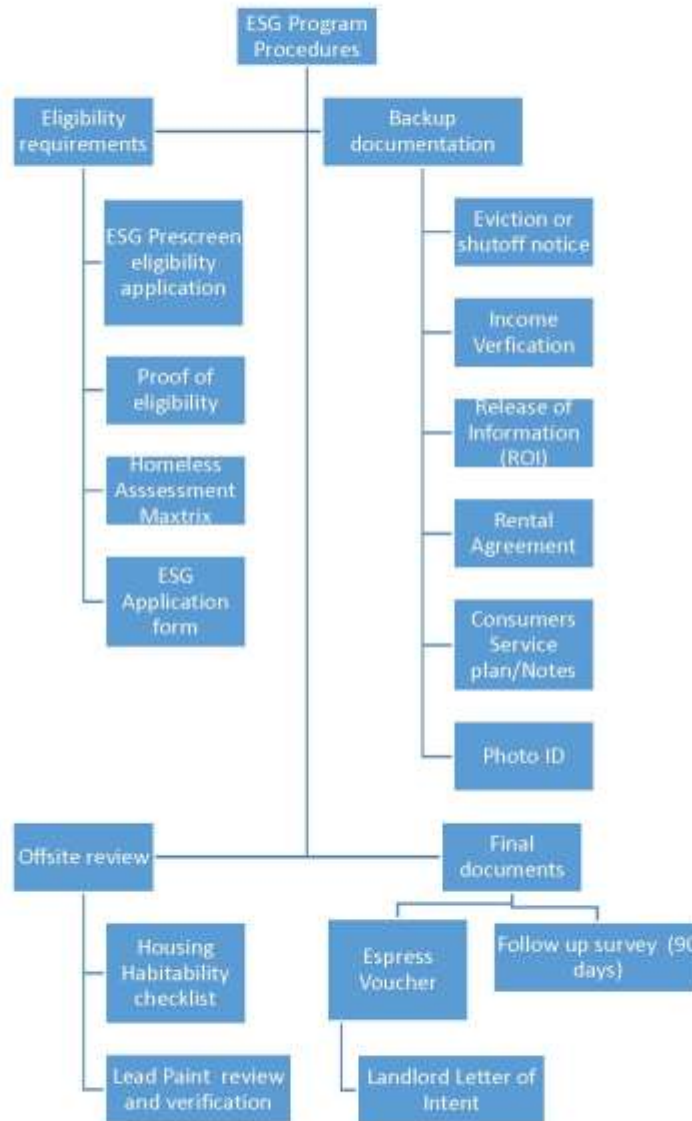 ESG Program
Procedures
Eligibility
requirements
Backup
documentation
ESG Prescreen
eligibility
application
Proof of
eligibility
Homeless
Asssessment
Maxtrix
ESG
Application
form
Eviction or
shutoff notice
Income
Verfication
Release of
Information
(ROI)
Rental
Agreement
Consumers
Service
plan/Notes
Photo ID
Offsite review
Final
documents
Housing
Habitability
checklist
Lead Paint review
and verification
Espress
Voucher
Follow up survey (90
days)
Landlord Letter of
Intent